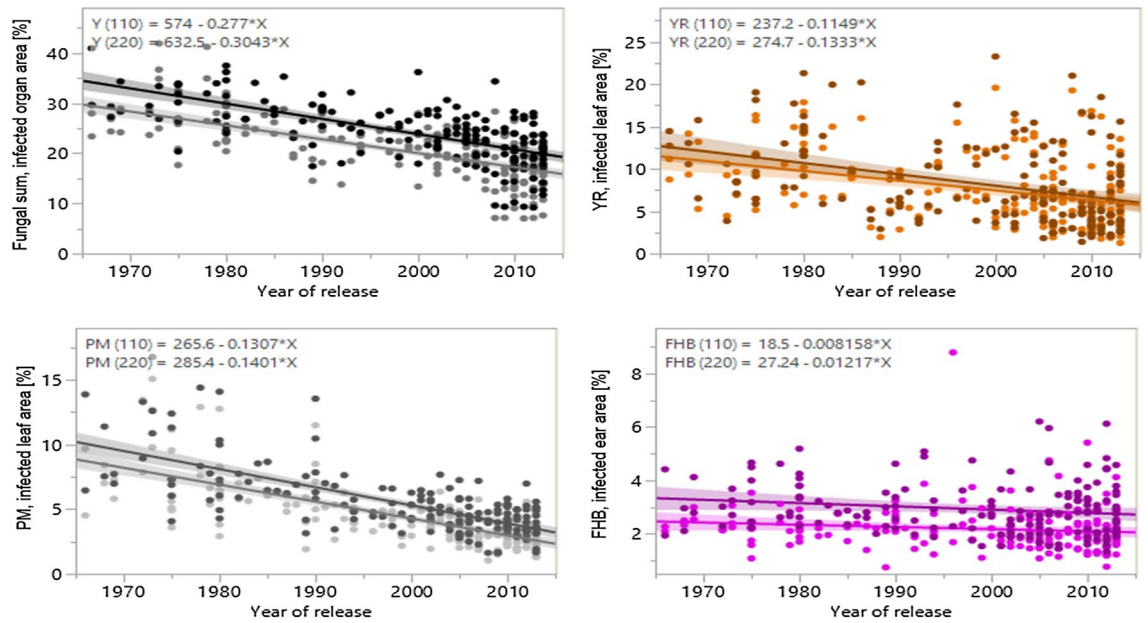 Fungal sum, infected organ area [%]
Y (110) = 574 - 0.277*X
Y (220) = 632.5 - 0.3043*X
40
30
20
10
0
1970 1980 1990 2000 2010
Year of release
YR, infected leaf area [%]
YR (110) = 237.2 - 0.1149*X
YR (220) = 274.7 - 0.1333*X
25
20
15
10
5
0
1970 1980 1990 2000 2010
Year of release
PM, infected leaf area [%]
PM (110) = 265.6 - 0.1307*X
PM (220) = 285.4 - 0.1401*X
15
10
5
0
1970 1980 1990 2000 2010
Year of release
FHB, infected ear area [%]
FHB (110) = 18.5 - 0.008158*X
FHB (220) = 27.24 - 0.01217*X
8
6
4
2
1970 1980 1990 2000 2010
Year of release